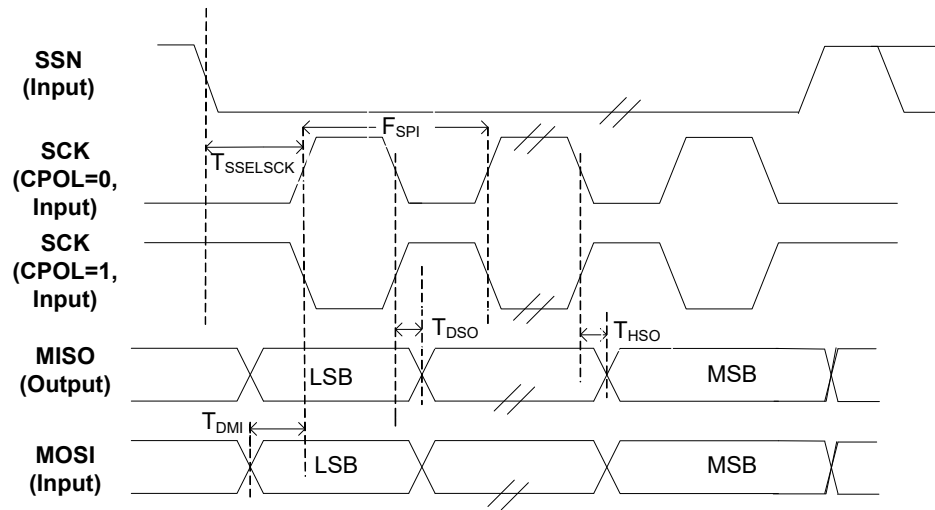 SSN
(Input)
F_SPI
SCK
(CPOL=0,
Input)
T_SSELSCK
SCK
(CPOL=1,
Input)
T_DSO
T_HSO
MISO
(Output)
LSB
MSB
T_DMI
MOSI
(Input)
LSB
MSB